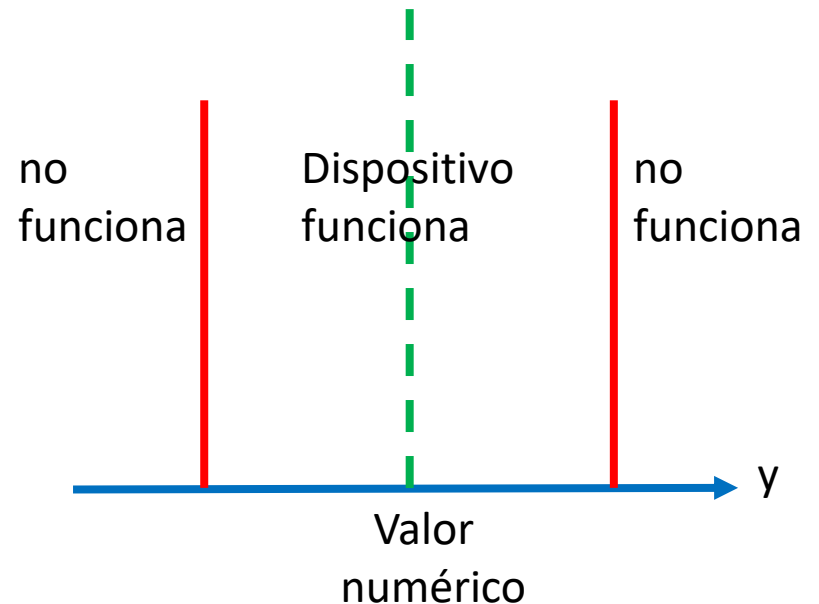 no
funciona
Dispositivo
funciona
no
funciona
y
Valor
numérico